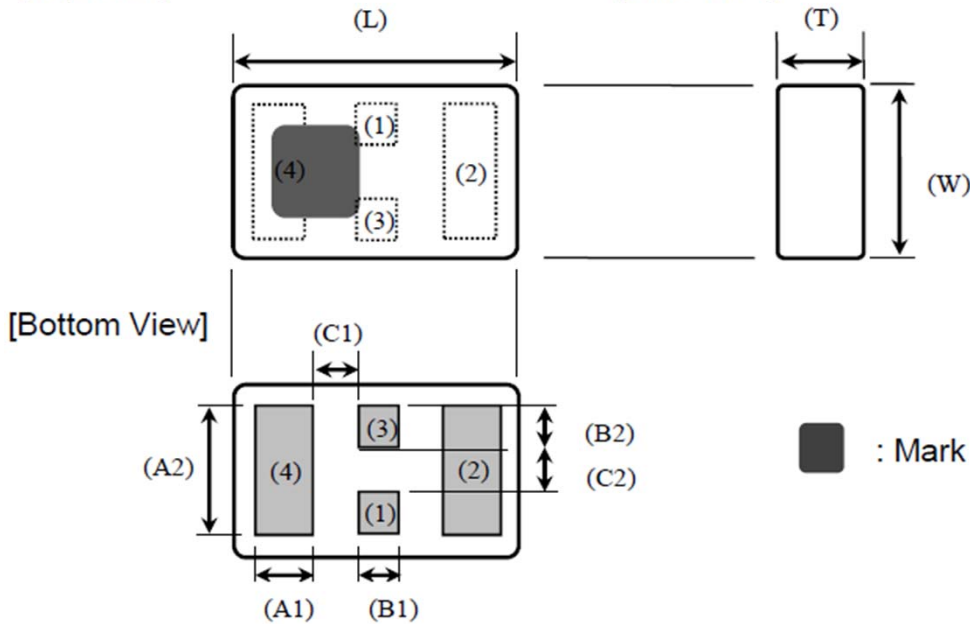 (L)
(T)
(1)
(4)
(2)
(3)
(W)
[Bottom View]
(C1)
(3)
(B2)
(A2)
(4)
(2)
(C2)
: Mark
(1)
(A1)
(B1)